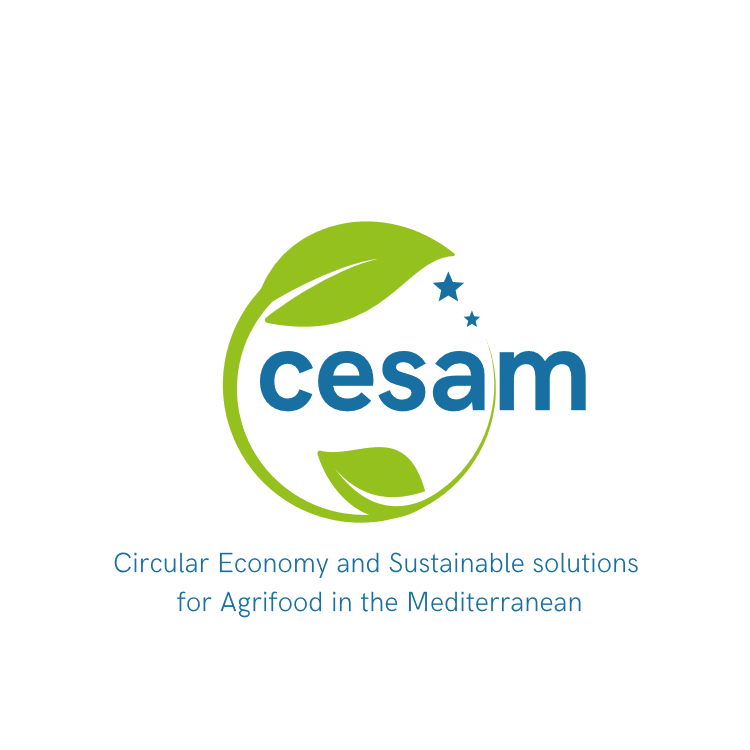 cesam
Circular Economy and Sustainable solutions
for Agrifood in the Mediterranean